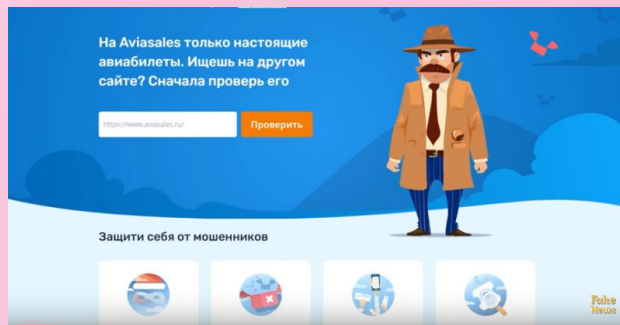 На Aviasales только настоящие
авиабилеты. Ищешь на другом
сайте? Сначала проверь его
https://www.aviasales.ru/
Проверить
Защити себя от мошенников
Fake
News